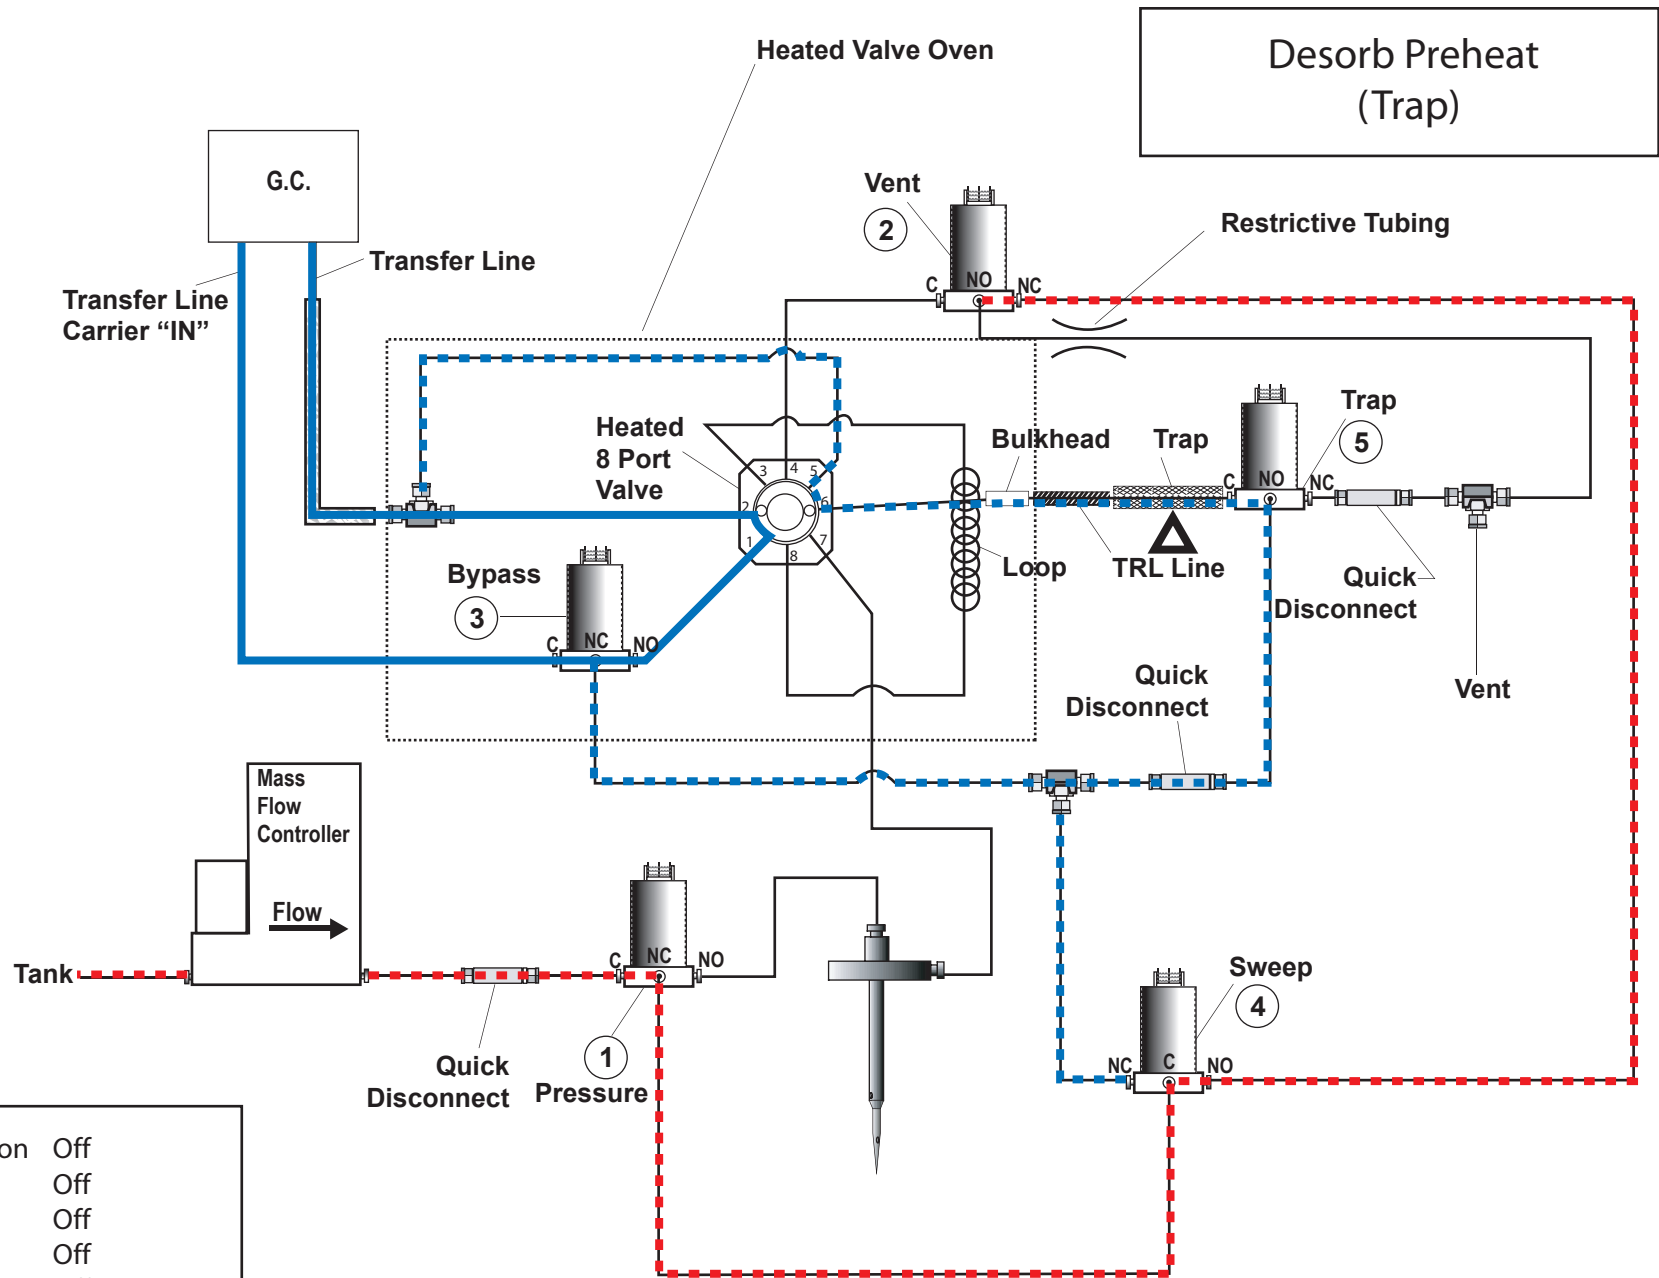 Heated Valve Oven
Desorb Preheat
(Trap)
G.C.
Vent
2
C
NO
NC
Restrictive Tubing
Transfer Line
Transfer Line
Carrier “IN”
Heated
8 Port
Valve
1
2
3
4
5
6
7
8
Bulkhead
Trap
C
NO
NC
Trap
5
Bypass
3
C
NC
NO
Loop
TRL Line
Quick
Disconnect
Vent
Quick
Disconnect
Mass
Flow
Controller
Flow
Tank
C
NC
NO
Quick
Disconnect
1
Pressure
Sweep
4
NC
C
NO
on Off
Off
Off
Off